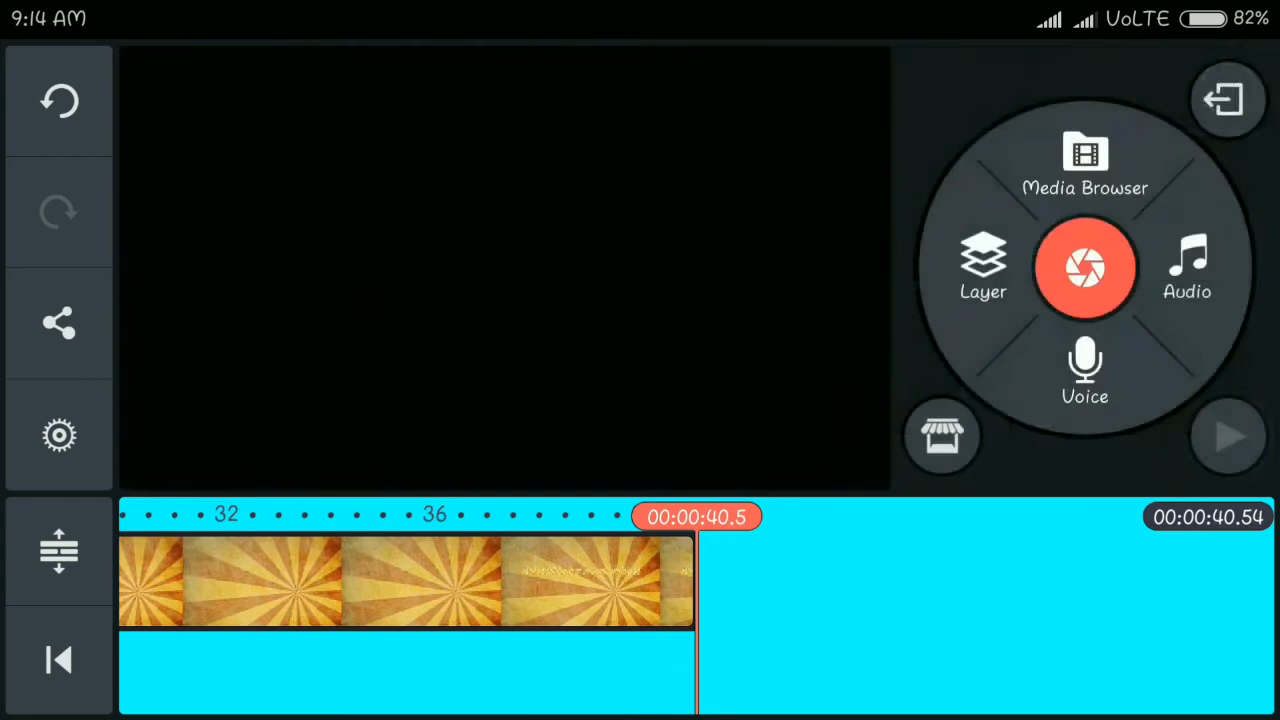 9:14 AM
VoLTE 82%
Media Browser
Layer
Audio
Voice
32
36
00:00:40.5
00:00:40.54